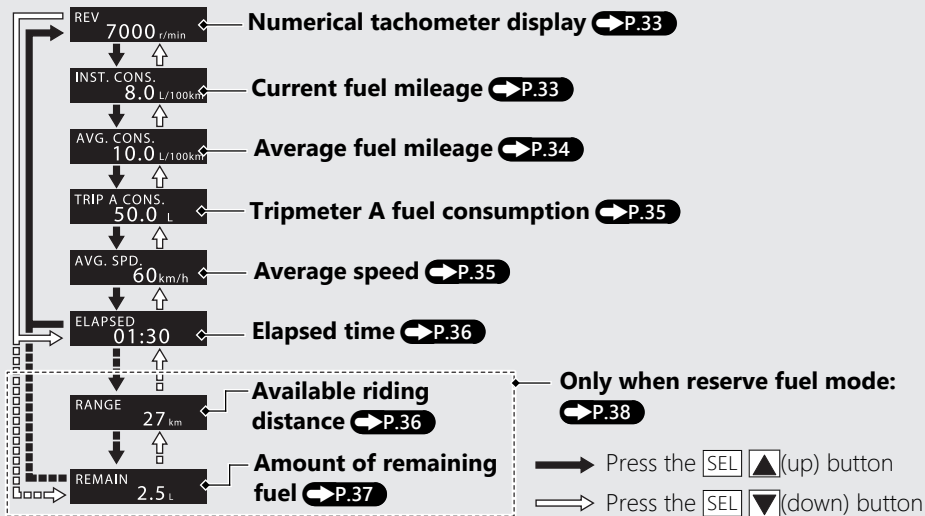 REV
7000 r/min
Numerical tachometer display P.33
INST. CONS.
8.0 L/100km
Current fuel mileage P.33
AVG. CONS.
10.0 L/100km
Average fuel mileage P.34
TRIP A CONS.
50.0 L
Tripmeter A fuel consumption P.35
AVG. SPD.
60 km/h
Average speed P.35
ELAPSED
01:30
Elapsed time P.36
RANGE
27 km
Available riding
distance P.36
REMAIN
2.5 L
Amount of remaining
fuel P.37
Only when reserve fuel mode:
P.38
Press the SEL ▲(up) button
Press the SEL ▼(down) button